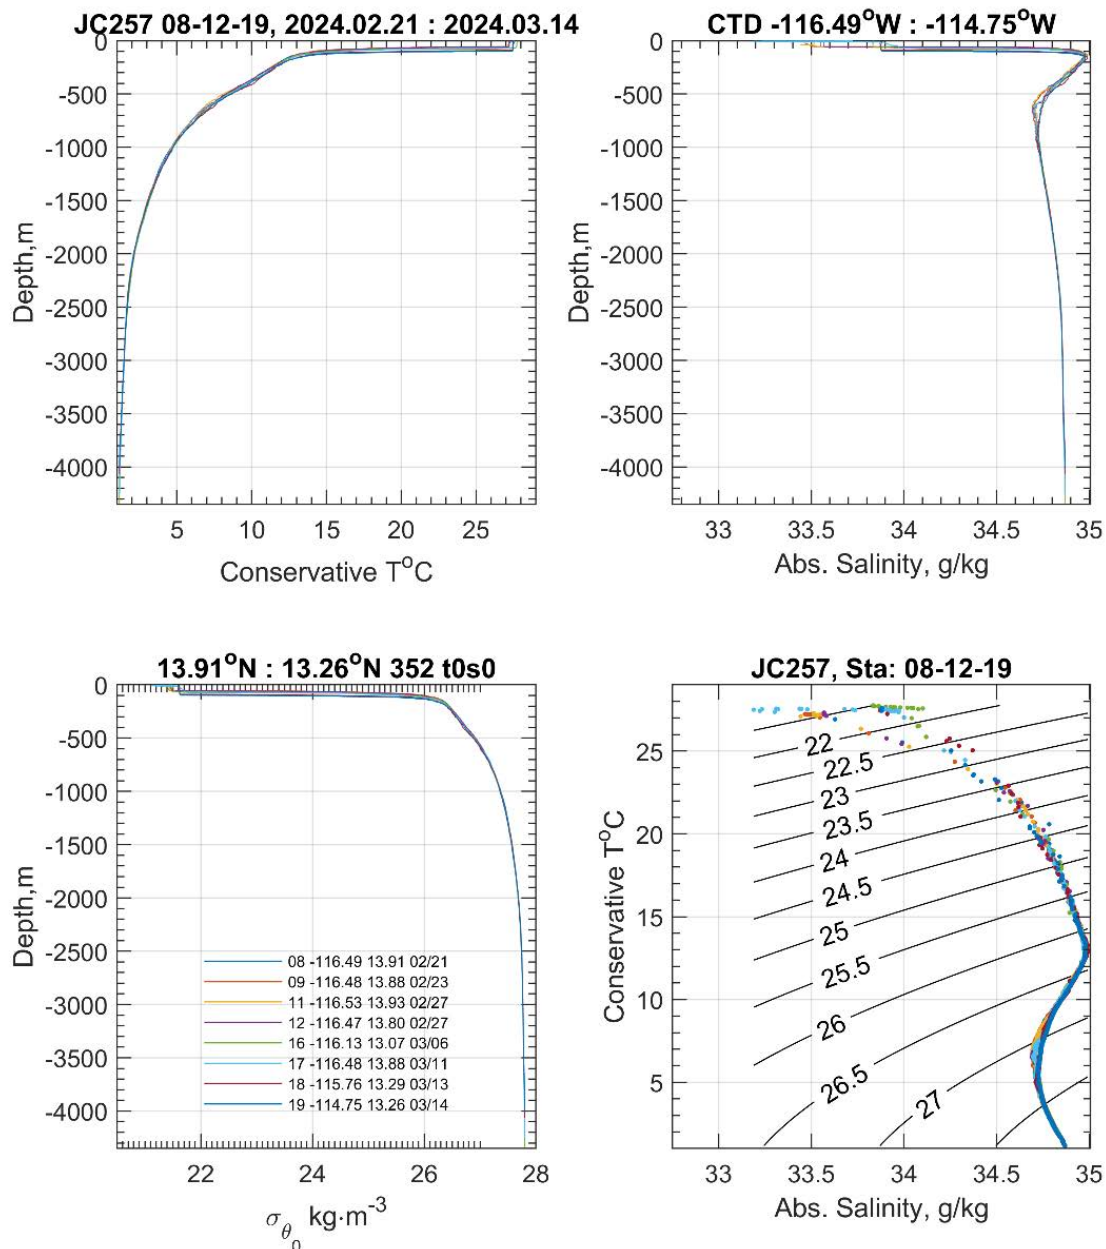 JC257 08-12-19, 2024.02.21 : 2024.03.14
0
-500
-1000
-1500
-2000
-2500
-3000
-3500
-4000
Depth,m
5 10 15 20 25
Conservative T°C
CTD -116.49°W : -114.75°W
0
-500
-1000
-1500
-2000
-2500
-3000
-3500
-4000
Depth,m
33 33.5 34 34.5 35
Abs. Salinity, g/kg
13.91°N : 13.26°N 352 t0s0
0
-500
-1000
-1500
-2000
-2500
-3000
-3500
-4000
Depth,m
08 -116.49 13.91 02/21
09 -116.48 13.88 02/23
11 -116.53 13.93 02/27
12 -116.47 13.80 02/27
16 -116.13 13.07 03/06
17 -116.48 13.88 03/11
18 -115.76 13.29 03/13
19 -114.75 13.26 03/14
22 24 26 28
σθ0 kg·m-3
JC257, Sta: 08-12-19
25
20
15
10
5
Conservative T°C
22
22.5
23
23.5
24
24.5
25
25.5
26
26.5
27
33 33.5 34 34.5 35
Abs. Salinity, g/kg